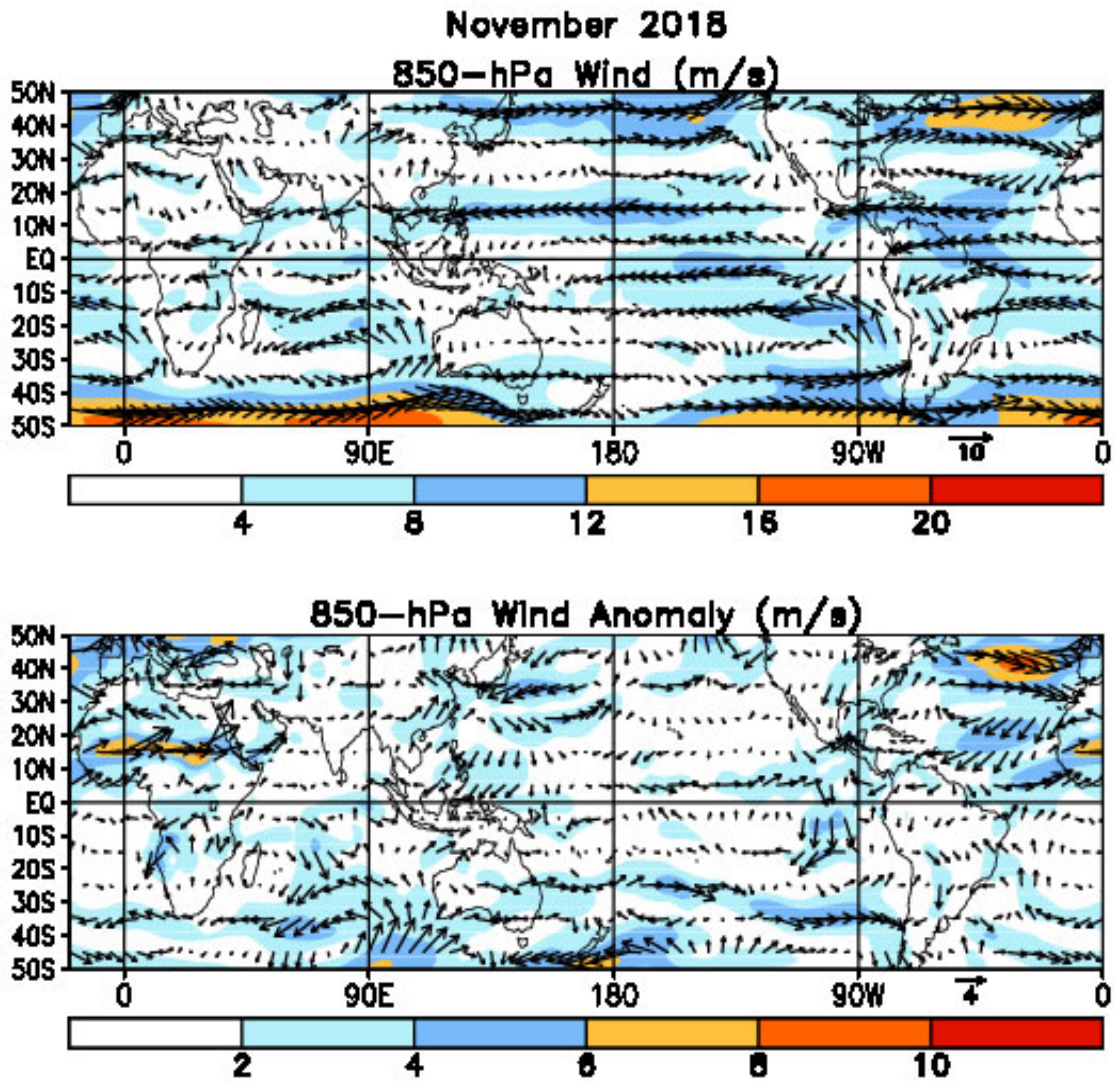 November 2018
850-hPa Wind (m/s)
50N
40N
30N
20N
10N
EQ
10S
20S
30S
40S
50S
0 90E 180 90W 10 0
4 8 12 16 20
850-hPa Wind Anomaly (m/s)
50N
40N
30N
20N
10N
EQ
10S
20S
30S
40S
50S
0 90E 180 90W 4 0
2 4 6 8 10